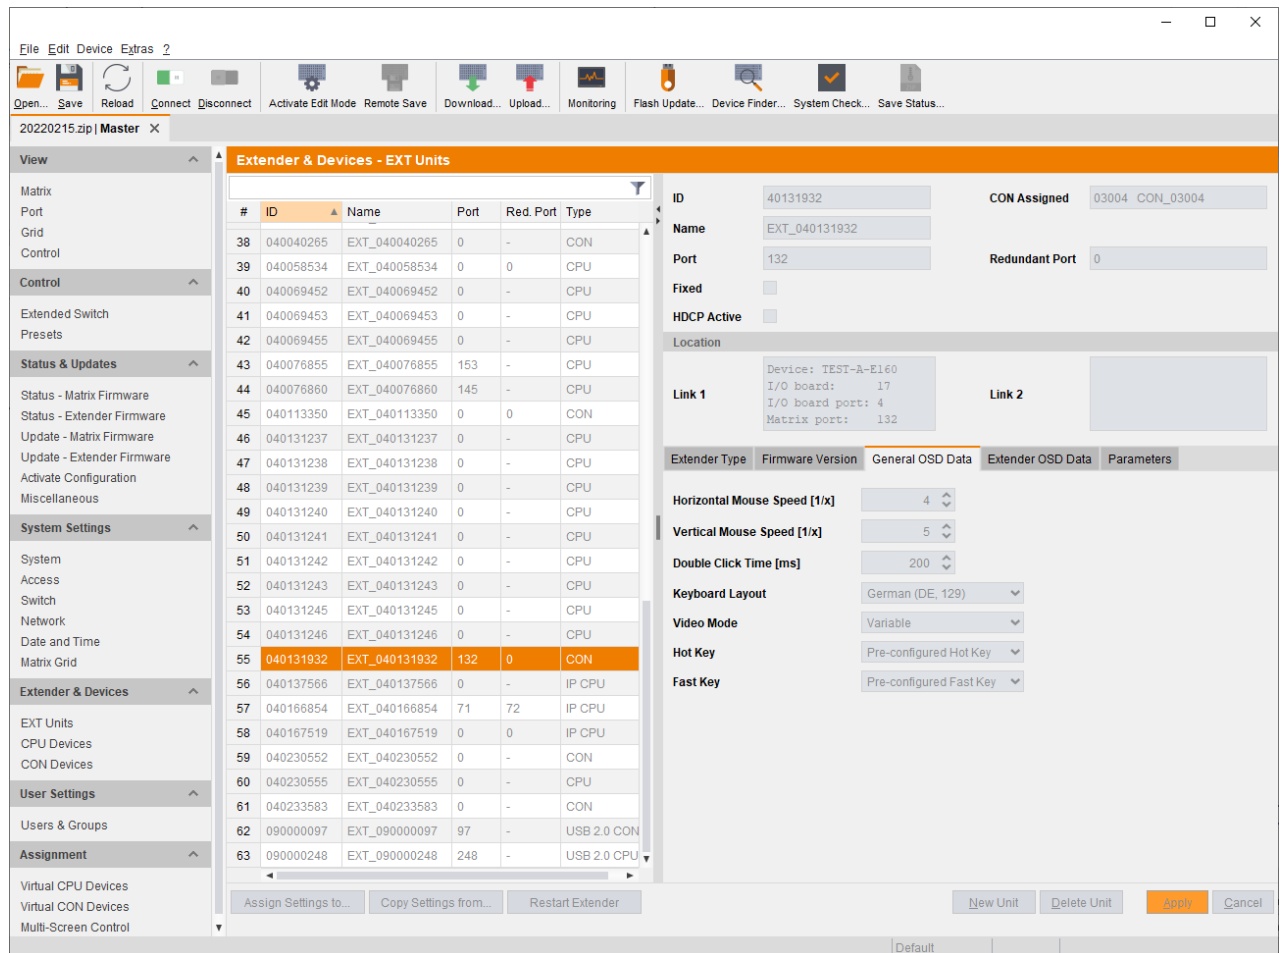 File Edit Device Extras ?
Open... Save Reload Connect Disconnect Activate Edit Mode Remote Save Download... Upload... Monitoring Flash Update... Device Finder... System Check... Save Status...
20220215.zip | Master
View
Matrix
Port
Grid
Control
Control
Extended Switch
Presets
Status & Updates
Status - Matrix Firmware
Status - Extender Firmware
Update - Matrix Firmware
Update - Extender Firmware
Activate Configuration
Miscellaneous
System Settings
System
Access
Switch
Network
Date and Time
Matrix Grid
Extender & Devices
EXT Units
CPU Devices
CON Devices
User Settings
Users & Groups
Assignment
Virtual CPU Devices
Virtual CON Devices
Multi-Screen Control
Extender & Devices - EXT Units
# ID Name Port Red. Port Type
38 040040265 EXT_040040265 0 - CON
39 040058534 EXT_040058534 0 0 CPU
40 040069452 EXT_040069452 0 - CPU
41 040069453 EXT_040069453 0 - CPU
42 040069455 EXT_040069455 0 - CPU
43 040076855 EXT_040076855 153 - CPU
44 040076860 EXT_040076860 145 - CPU
45 040113350 EXT_040113350 0 0 CON
46 040131237 EXT_040131237 0 - CPU
47 040131238 EXT_040131238 0 - CPU
48 040131239 EXT_040131239 0 - CPU
49 040131240 EXT_040131240 0 - CPU
50 040131241 EXT_040131241 0 - CPU
51 040131242 EXT_040131242 0 - CPU
52 040131243 EXT_040131243 0 - CPU
53 040131245 EXT_040131245 0 - CPU
54 040131246 EXT_040131246 0 - CPU
55 040131932 EXT_040131932 132 0 CON
56 040137566 EXT_040137566 0 - IP CPU
57 040166854 EXT_040166854 71 72 IP CPU
58 040167519 EXT_040167519 0 0 IP CPU
59 040230552 EXT_040230552 0 - CON
60 040230555 EXT_040230555 0 - CPU
61 040233583 EXT_040233583 0 - CON
62 090000097 EXT_090000097 97 - USB 2.0 CON
63 090000248 EXT_090000248 248 - USB 2.0 CPU
Assign Settings to... Copy Settings from... Restart Extender
ID 40131932 CON Assigned 03004 CON_03004
Name EXT_040131932
Port 132 Redundant Port 0
Fixed
HDCP Active
Location
Link 1
Device: TEST-A-E160
I/O board: 17
I/O board port: 4
Matrix port: 132
Link 2
Extender Type Firmware Version General OSD Data Extender OSD Data Parameters
Horizontal Mouse Speed [1/x] 4
Vertical Mouse Speed [1/x] 5
Double Click Time [ms] 200
Keyboard Layout German (DE, 129)
Video Mode Variable
Hot Key Pre-configured Hot Key
Fast Key Pre-configured Fast Key
New Unit Delete Unit Apply Cancel
Default